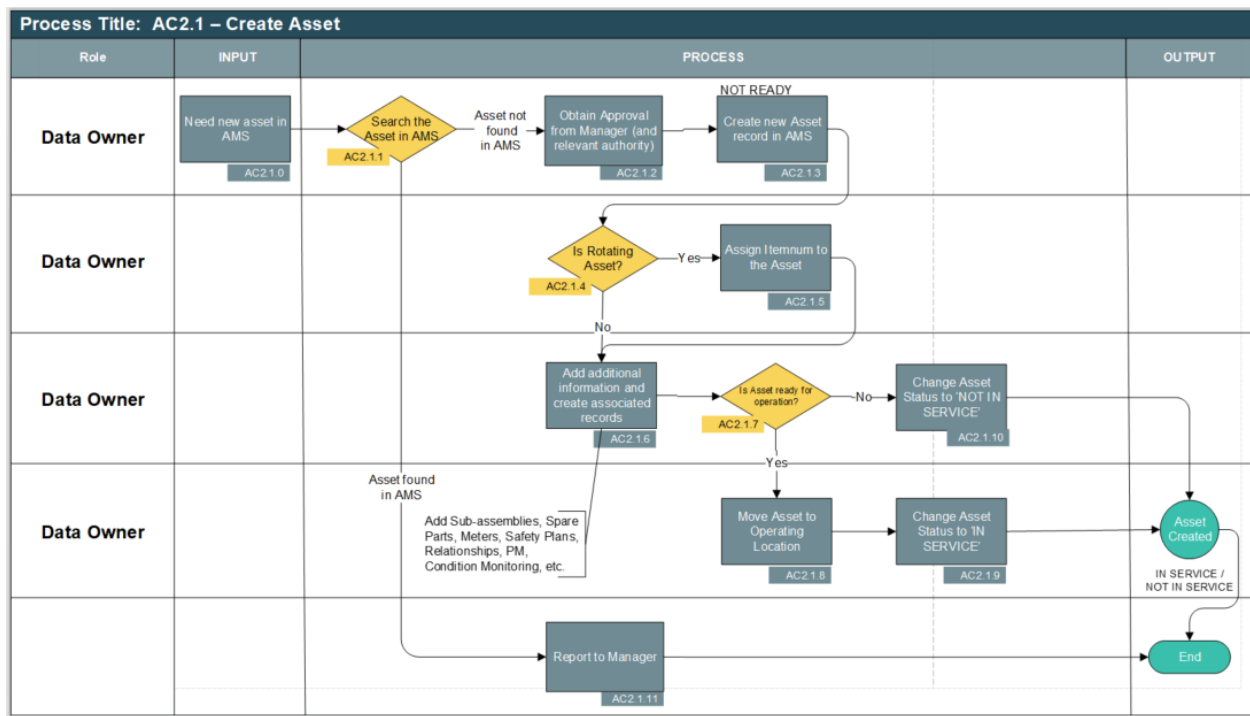 Process Title: AC2.1 – Create Asset
Role
INPUT
PROCESS
OUTPUT
Data Owner
Need new asset in
AMS
AC2.1.0
Search the
Asset in AMS
AC2.1.1
Asset not
found
in AMS
Obtain Approval
from Manager (and
relevant authority)
AC2.1.2
NOT READY
Create new Asset
record in AMS
AC2.1.3
Data Owner
Is Rotating
Asset?
AC2.1.4
Yes
Assign Itemnum to
the Asset
AC2.1.5
No
Data Owner
Add additional
information and
create associated
records
AC2.1.6
Is Asset ready for
operation?
AC2.1.7
No
Change Asset
Status to 'NOT IN
SERVICE'
AC2.1.10
Yes
Data Owner
Asset found
in AMS
Add Sub-assemblies, Spare
Parts, Meters, Safety Plans,
Relationships, PM,
Condition Monitoring, etc.
Move Asset to
Operating
Location
AC2.1.8
Change Asset
Status to 'IN
SERVICE'
AC2.1.9
Asset
Created
IN SERVICE /
NOT IN SERVICE
Report to Manager
AC2.1.11
End